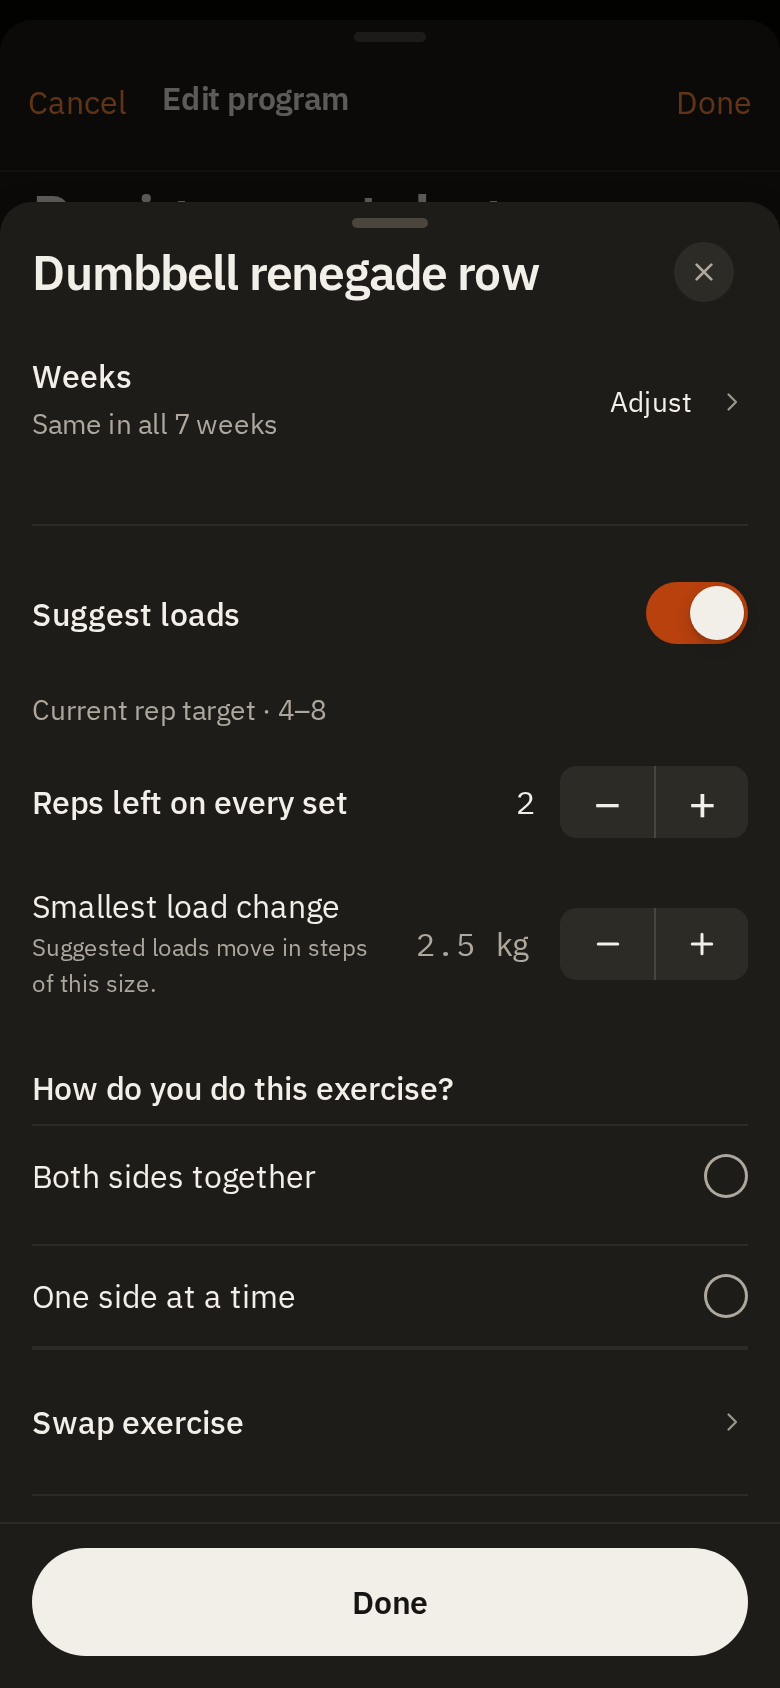 Cancel
Edit program
Done
Dumbbell renegade row
Weeks
Same in all 7 weeks
Adjust
Suggest loads
Current rep target · 4–8
Reps left on every set
2
Smallest load change
Suggested loads move in steps
of this size.
2.5 kg
How do you do this exercise?
Both sides together
One side at a time
Swap exercise
Done